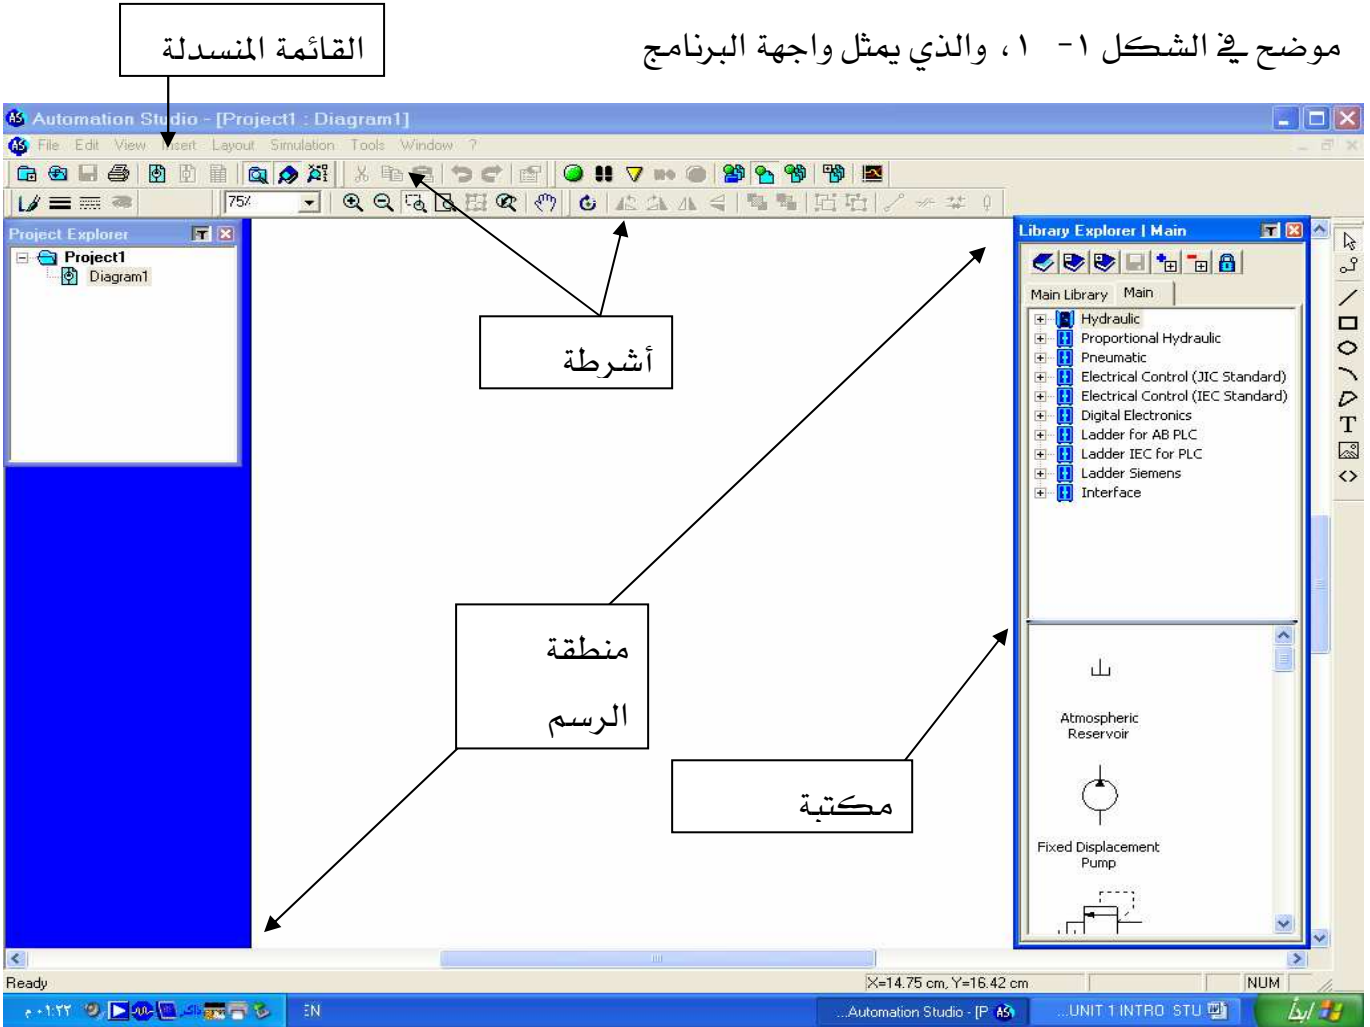 موضح في الشكل ١- ١، والذي يمثل واجهة البرنامج
القائمة المنسدلة
Automation Studio - [Project1 : Diagram1]
File Edit View Insert Layout Simulation Tools Window ?
75%
Project Explorer
Project1
Diagram1
أشرطة
Library Explorer | Main
Main Library Main
Hydraulic
Proportional Hydraulic
Pneumatic
Electrical Control (JIC Standard)
Electrical Control (IEC Standard)
Digital Electronics
Ladder for AB PLC
Ladder IEC for PLC
Ladder Siemens
Interface
منطقة
الرسم
مكتبة
Atmospheric
Reservoir
Fixed Displacement
Pump
Ready
X=14.75 cm, Y=16.42 cm
NUM
ابدأ
...UNIT 1 INTRO STU
...Automation Studio - [P
EN
٠١:٢٢ م